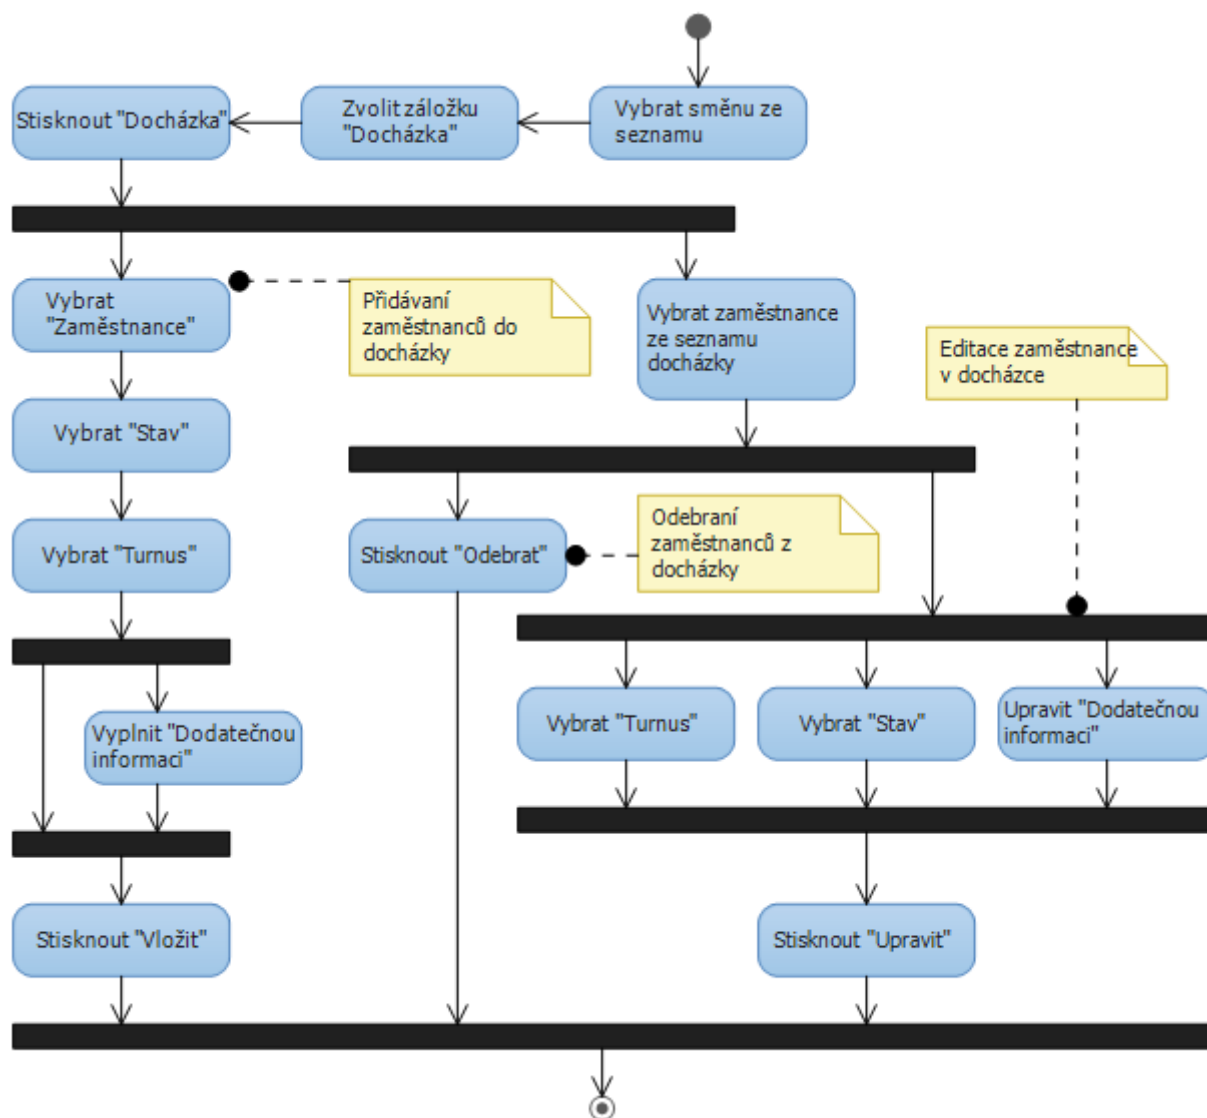 Vybrat směnu ze
seznamu
Zvolit záložku
"Docházka"
Stisknout "Docházka"
Vybrat
"Zaměstnance"
Přidávaní
zaměstnanců do
docházky
Vybrat zaměstnance
ze seznamu
docházky
Editace zaměstnance
v docházce
Vybrat "Stav"
Vybrat "Turnus"
Stisknout "Odebrat"
Odebraní
zaměstnanců z
docházky
Vyplnit "Dodatečnou
informaci"
Vybrat "Turnus"
Vybrat "Stav"
Upravit "Dodatečnou
informaci"
Stisknout "Vložit"
Stisknout "Upravit"